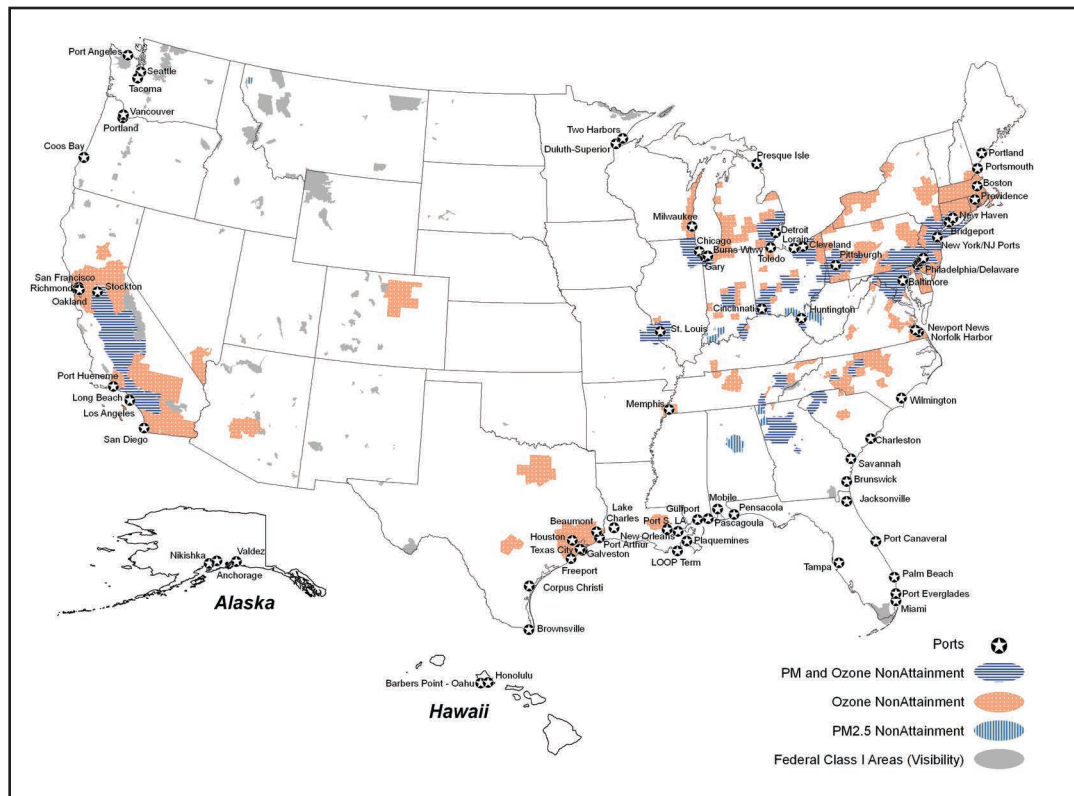 Port Angeles
Seattle
Tacoma
Vancouver
Portland
Coos Bay
Two Harbors
Duluth-Superior
Presque Isle
Portland
Portsmouth
Boston
Providence
New Haven
Bridgeport
New York/NJ Ports
Philadelphia/Delaware
Baltimore
Milwaukee
Chicago
Burns Wtwy
Gary
Detroit
Lorain
Toledo
Cleveland
Pittsburgh
Cincinnati
Huntington
St. Louis
Newport News
Norfolk Harbor
San Francisco
Richmond
Oakland
Stockton
Port Hueneme
Long Beach
Los Angeles
San Diego
Memphis
Wilmington
Charleston
Savannah
Brunswick
Jacksonville
Lake
Charles
Beaumont
Houston
Texas City
Port Arthur
Galveston
Freeport
Corpus Christi
Brownsville
Gulfport
Mobile
Port S. LA
New Orleans
Pascagoula
Pensacola
Plaquemines
LOOP Term
Port Canaveral
Tampa
Palm Beach
Port Everglades
Miami
Nikishka
Valdez
Anchorage
Alaska
Barbers Point - Oahu
Honolulu
Hawaii
Ports
PM and Ozone NonAttainment
Ozone NonAttainment
PM2.5 NonAttainment
Federal Class I Areas (Visibility)